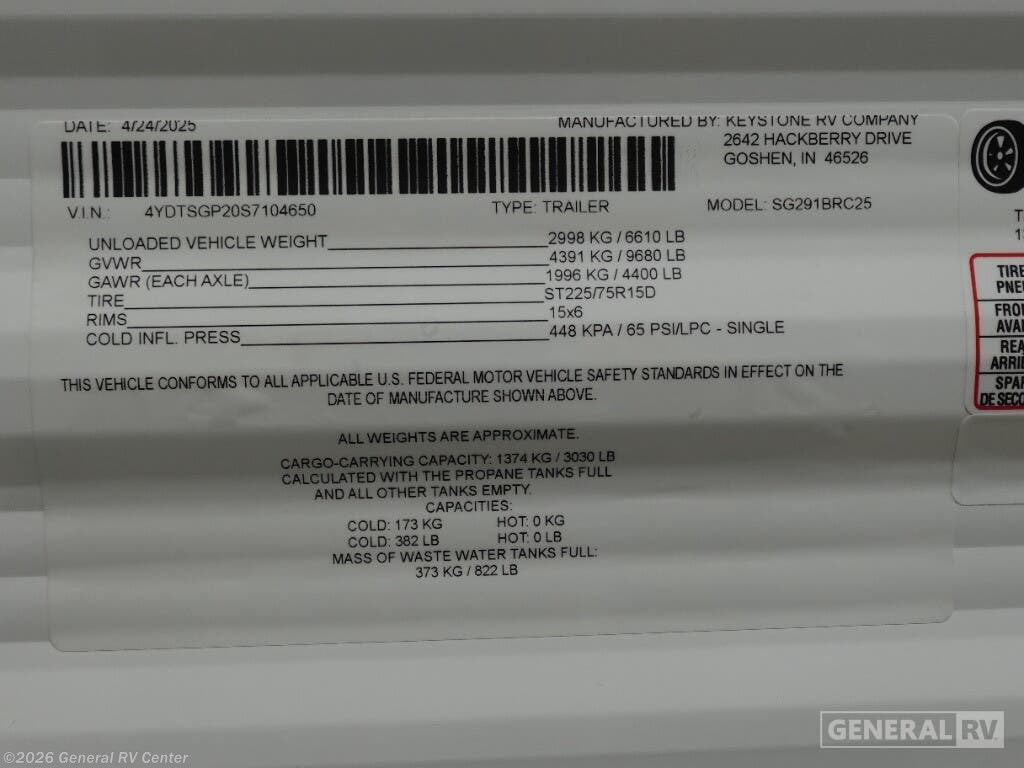 DATE: 4/24/2025
MANUFACTURED BY: KEYSTONE RV COMPANY
2642 HACKBERRY DRIVE
GOSHEN, IN 46526
V.I.N.: 4YDTSGP20S7104650 TYPE: TRAILER MODEL: SG291BRC25
UNLOADED VEHICLE WEIGHT 2998 KG / 6610 LB
GVWR 4391 KG / 9680 LB
GAWR (EACH AXLE) 1996 KG / 4400 LB
TIRE ST225/75R15D
RIMS 15x6
COLD INFL. PRESS 448 KPA / 65 PSI/LPC - SINGLE
THIS VEHICLE CONFORMS TO ALL APPLICABLE U.S. FEDERAL MOTOR VEHICLE SAFETY STANDARDS IN EFFECT ON THE
DATE OF MANUFACTURE SHOWN ABOVE.
ALL WEIGHTS ARE APPROXIMATE.
CARGO-CARRYING CAPACITY: 1374 KG / 3030 LB
CALCULATED WITH THE PROPANE TANKS FULL
AND ALL OTHER TANKS EMPTY.
CAPACITIES:
COLD: 173 KG HOT: 0 KG
COLD: 382 LB HOT: 0 LB
MASS OF WASTE WATER TANKS FULL:
373 KG / 822 LB
TIRE
SPAR
DE SECO
GENERAL RV
©2026 General RV Center